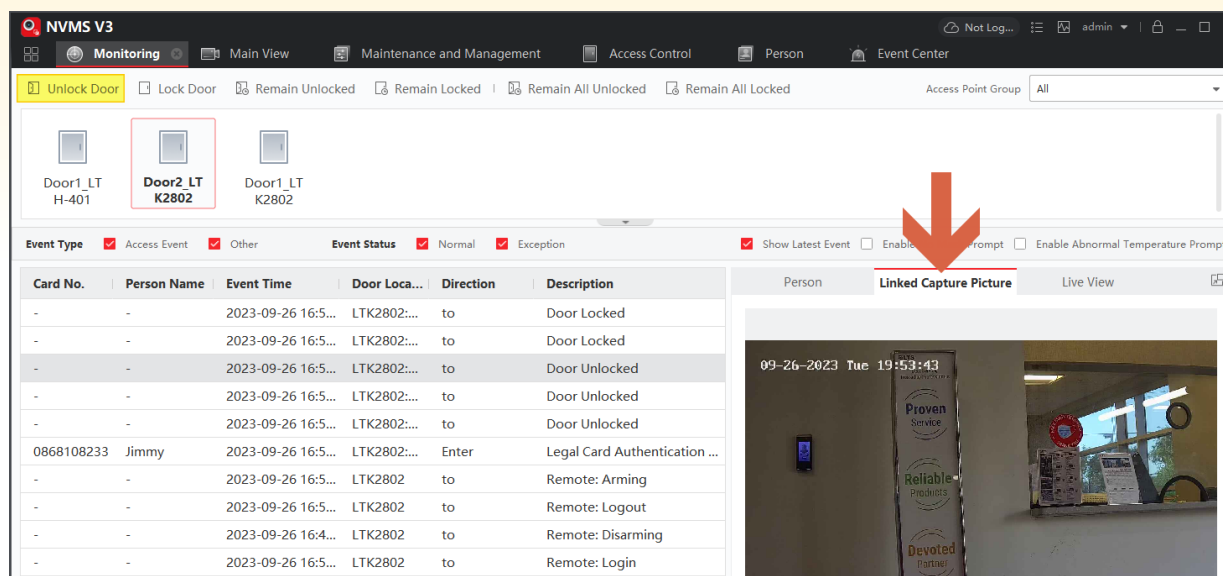 NVMS V3
Not Log...
admin
Monitoring
Main View
Maintenance and Management
Access Control
Person
Event Center
Unlock Door
Lock Door
Remain Unlocked
Remain Locked
Remain All Unlocked
Remain All Locked
Access Point Group
All
Door1_LT
H-401
Door2_LT
K2802
Door1_LT
K2802
Event Type
Access Event
Other
Event Status
Normal
Exception
Show Latest Event
Enable
Prompt
Enable Abnormal Temperature Promp
Card No. Person Name Event Time Door Loca... Direction Description
- - 2023-09-26 16:5... LTK2802:... to Door Locked
- - 2023-09-26 16:5... LTK2802:... to Door Locked
- - 2023-09-26 16:5... LTK2802:... to Door Unlocked
- - 2023-09-26 16:5... LTK2802:... to Door Unlocked
- - 2023-09-26 16:5... LTK2802:... to Door Unlocked
0868108233 Jimmy 2023-09-26 16:5... LTK2802:... Enter Legal Card Authentication ...
- - 2023-09-26 16:5... LTK2802 to Remote: Arming
- - 2023-09-26 16:5... LTK2802 to Remote: Logout
- - 2023-09-26 16:4... LTK2802 to Remote: Disarming
- - 2023-09-26 16:5... LTK2802 to Remote: Login
Person
Linked Capture Picture
Live View
09-26-2023 Tue 19:53:43
Proven
Service
Reliable
Products
Devoted
Partner